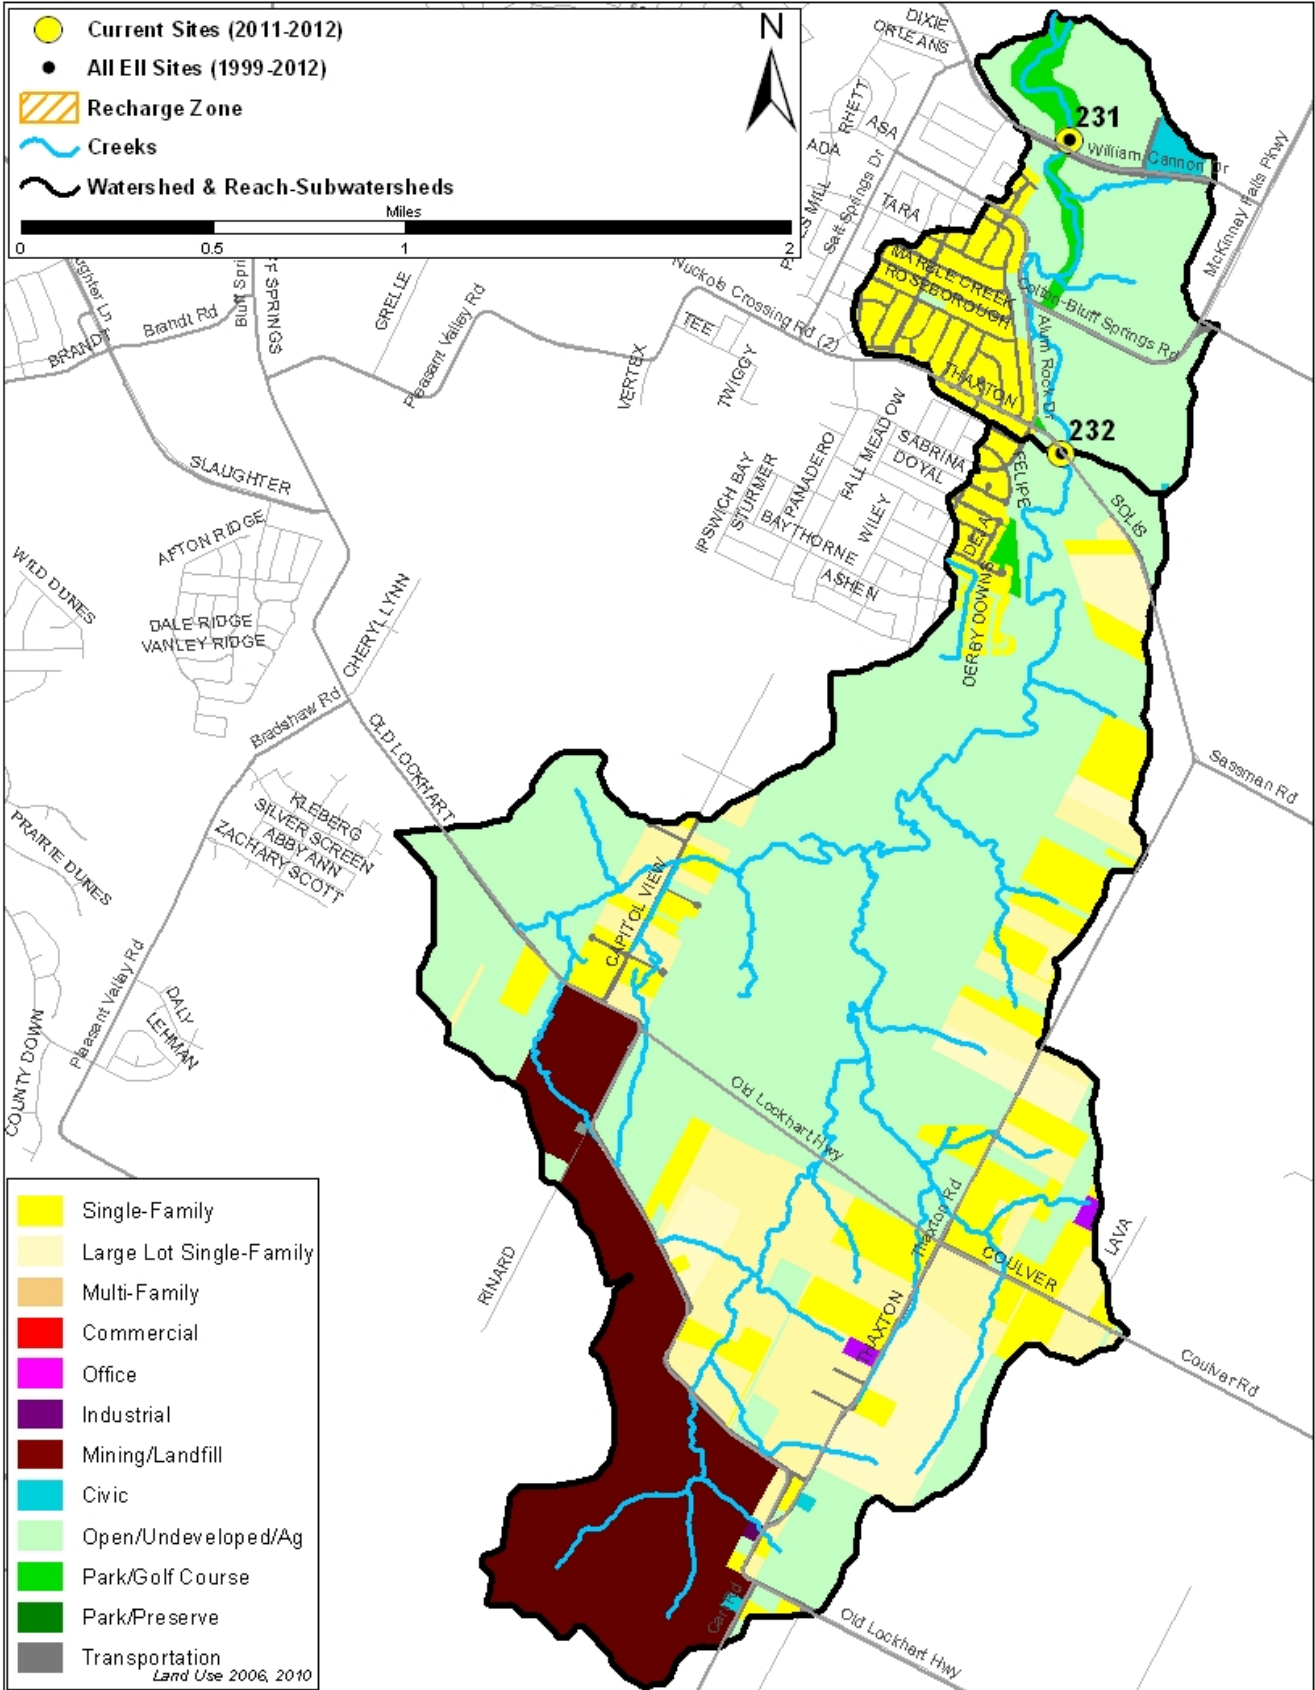 Current Sites (2011-2012)
All EII Sites (1999-2012)
Recharge Zone
Creeks
Watershed & Reach-Subwatersheds
Miles
0 0.5 1 2
N
DIXIE
ORLEANS
RHETT
ASA
ADA
Salt Springs Dr
TARA
231
William Cannon Dr
McKinney Falls Pkwy
MARBLE CREEK
ROSEBOROUGH
Colton-Bluff Springs Rd
Alum Rock Dr
THAXTON
Nuckols Crossing Rd (2)
Brandt Rd
GRELLE
Pleasant Valley Rd
TEE
VERTEX
TWIGGY
232
SLAUGHTER
FALL MEADOW
SABRINA
DOYAL
PANADERO
IPSWICH BAY
STURMER
BAYTHORNE
WILEY
ASHEN
FELIPE
DEJA
SOLIS
DERBY DOWNS
AFTON RIDGE
WILD DUNES
DALE RIDGE
VANLEY RIDGE
CHERYL LYNN
Bradshaw Rd
OLD LOCKHART
Sassman Rd
KLEBERG
SILVER SCREEN
ABBY ANN
ZACHARY SCOTT
PRAIRIE DUNES
CAPITOL VIEW
Pleasant Valley Rd
DALY
LEHMAN
COUNTY DOWN
Old Lockhart Hwy
Thaxton Rd
COULVER
LAVA
RINARD
THAXTON
Coulver Rd
Carl Rd
Old Lockhart Hwy
Single-Family
Large Lot Single-Family
Multi-Family
Commercial
Office
Industrial
Mining/Landfill
Civic
Open/Undeveloped/Ag
Park/Golf Course
Park/Preserve
Transportation
Land Use 2006, 2010